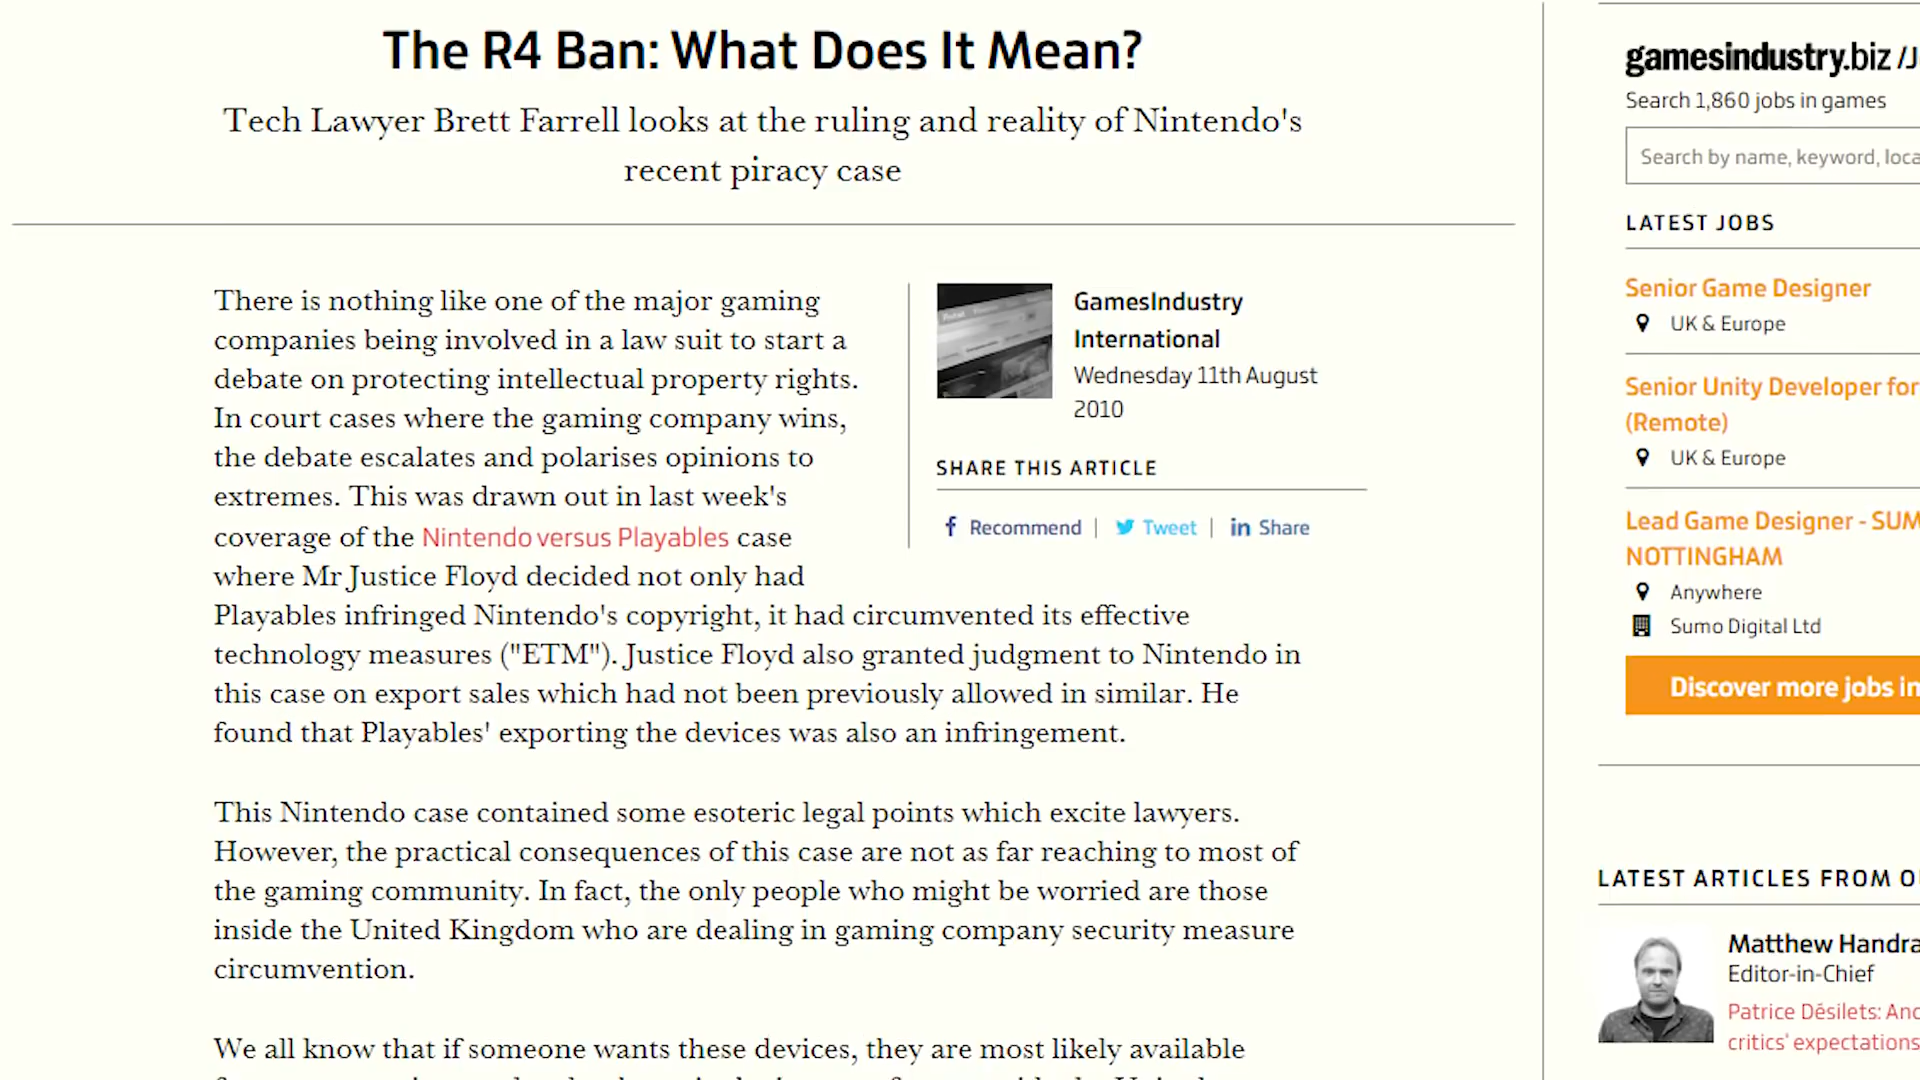 The R4 Ban: What Does It Mean?
Tech Lawyer Brett Farrell looks at the ruling and reality of Nintendo's
recent piracy case
There is nothing like one of the major gaming
companies being involved in a law suit to start a
debate on protecting intellectual property rights.
In court cases where the gaming company wins,
the debate escalates and polarises opinions to
extremes. This was drawn out in last week's
coverage of the Nintendo versus Playables case
where Mr Justice Floyd decided not only had
Playables infringed Nintendo's copyright, it had circumvented its effective
technology measures ("ETM"). Justice Floyd also granted judgment to Nintendo in
this case on export sales which had not been previously allowed in similar. He
found that Playables' exporting the devices was also an infringement.
This Nintendo case contained some esoteric legal points which excite lawyers.
However, the practical consequences of this case are not as far reaching to most of
the gaming community. In fact, the only people who might be worried are those
inside the United Kingdom who are dealing in gaming company security measure
circumvention.
We all know that if someone wants these devices, they are most likely available
GamesIndustry
International
Wednesday 11th August
2010
SHARE THIS ARTICLE
Recommend | Tweet | in Share
gamesindustry.biz /J
Search 1,860 jobs in games
Search by name, keyword, loca
LATEST JOBS
Senior Game Designer
UK & Europe
Senior Unity Developer for
(Remote)
UK & Europe
Lead Game Designer - SUM
NOTTINGHAM
Anywhere
Sumo Digital Ltd
Discover more jobs in
LATEST ARTICLES FROM O
Matthew Handra
Editor-in-Chief
Patrice Désilets: Anc
critics' expectations